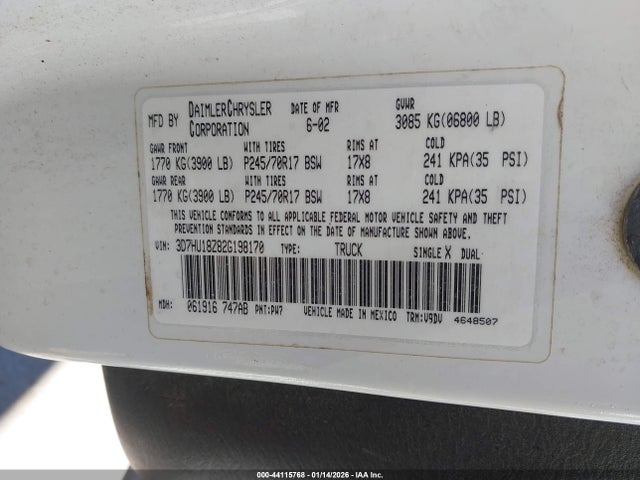 MFD BY DAIMLERCHRYSLER CORPORATION DATE OF MFR 6-02 GVWR 3085 KG(06800 LB)
GAWR FRONT WITH TIRES RIMS AT COLD
1770 KG(3900 LB) P245/70R17 BSW 17X8 241 KPA(35 PSI)
GAWR REAR WITH TIRES RIMS AT COLD
1770 KG(3900 LB) P245/70R17 BSW 17X8 241 KPA(35 PSI)
THIS VEHICLE CONFORMS TO ALL APPLICABLE FEDERAL MOTOR VEHICLE SAFETY AND THEFT
PREVENTION STANDARDS IN EFFECT ON THE DATE OF MANUFACTURE SHOWN ABOVE.
VIN: 3D7HU18Z82G198170 TYPE: TRUCK SINGLE X DUAL
MDH: 061916 747AB PNT:PW7 VEHICLE MADE IN MEXICO TRM:V9DV 4648507
000-44115768 - 01/14/2026 - IAA Inc.